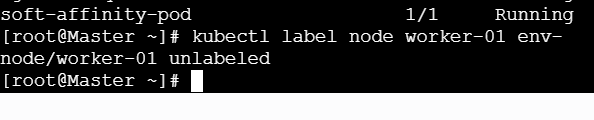 soft-affinity-pod 1/1 Running
[root@Master ~]# kubectl label node worker-01 env-
node/worker-01 unlabeled
[root@Master ~]#